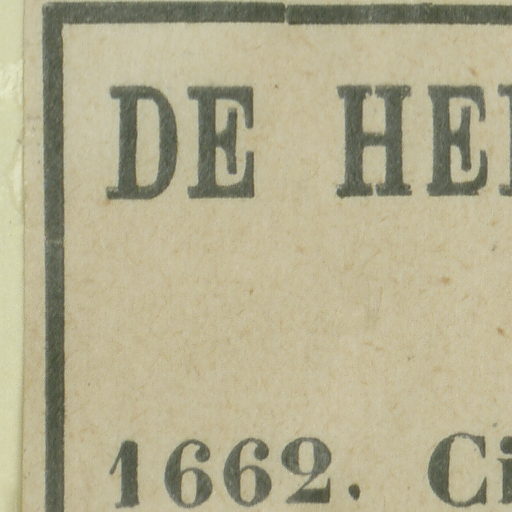 DE HE
1662. Ci